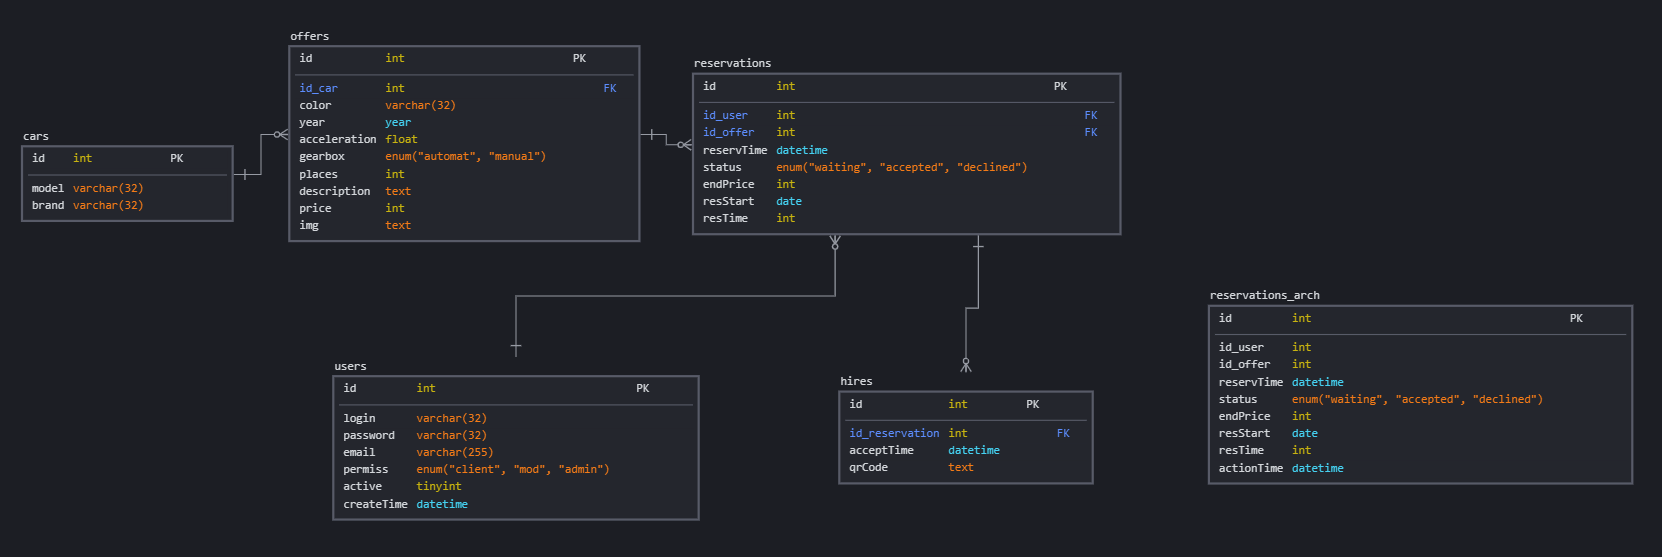 cars
id int PK
model varchar(32)
brand varchar(32)
offers
id int PK
id_car int FK
color varchar(32)
year year
acceleration float
gearbox enum("automat", "manual")
places int
description text
price int
img text
reservations
id int PK
id_user int FK
id_offer int FK
reservTime datetime
status enum("waiting", "accepted", "declined")
endPrice int
resStart date
resTime int
users
id int PK
login varchar(32)
password varchar(32)
email varchar(255)
permiss enum("client", "mod", "admin")
active tinyint
createTime datetime
hires
id int PK
id_reservation int FK
acceptTime datetime
qrCode text
reservations_arch
id int PK
id_user int
id_offer int
reservTime datetime
status enum("waiting", "accepted", "declined")
endPrice int
resStart date
resTime int
actionTime datetime